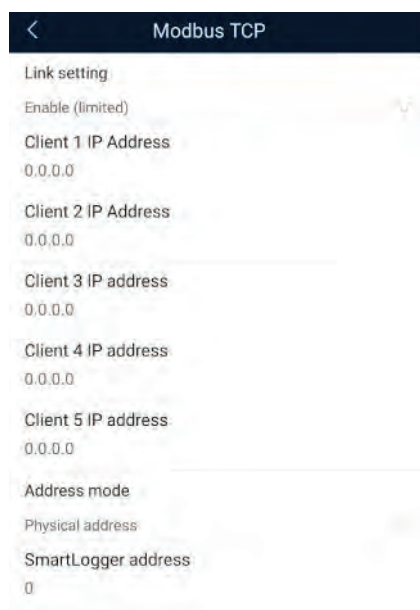 Modbus TCP
Link setting
Enable (limited)
Client 1 IP Address
0.0.0.0
Client 2 IP Address
0.0.0.0
Client 3 IP address
0.0.0.0
Client 4 IP address
0.0.0.0
Client 5 IP address
0.0.0.0
Address mode
Physical address
SmartLogger address
0